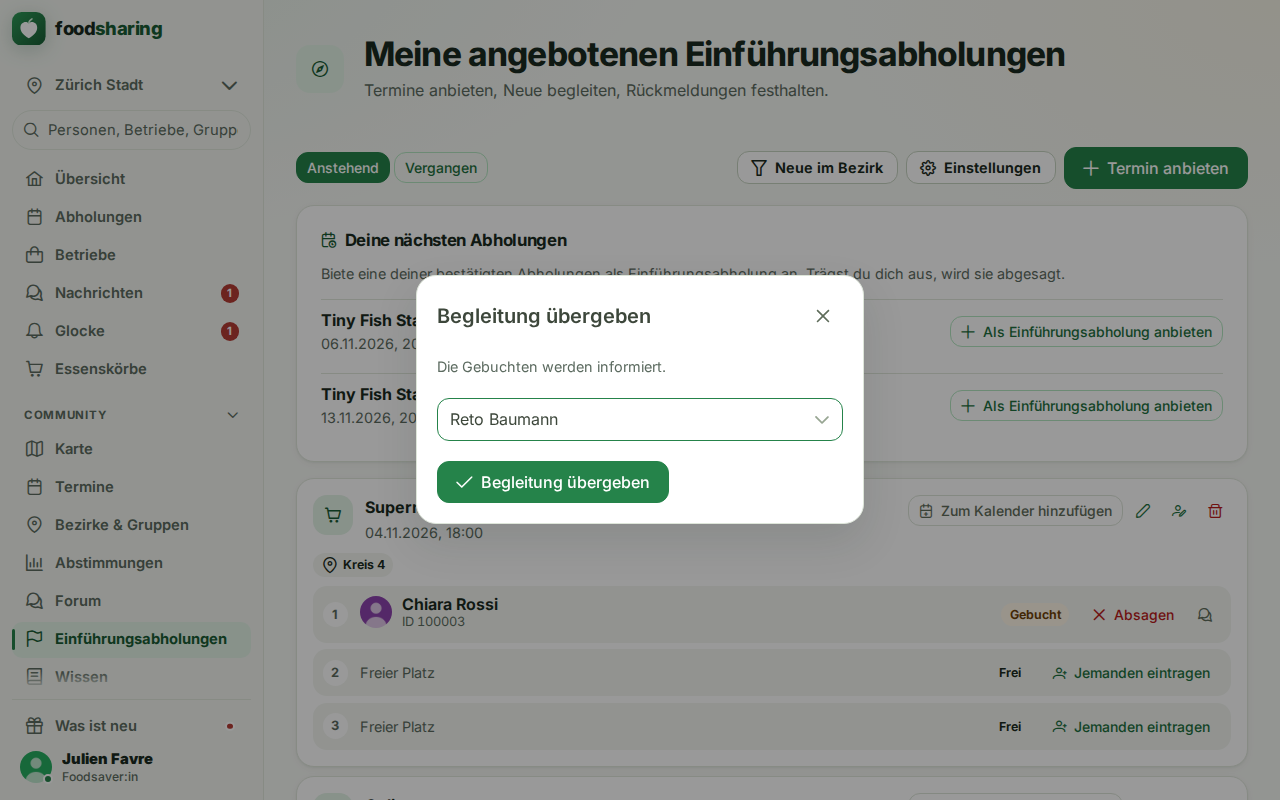 foodsharing
Zürich Stadt
Personen, Betriebe, Grupp
Übersicht
Abholungen
Betriebe
Nachrichten 1
Glocke 1
Essenskörbe
COMMUNITY
Karte
Termine
Bezirke & Gruppen
Abstimmungen
Forum
Einführungsabholungen
Wissen
Was ist neu
Julien Favre
Foodsaver:in
Meine angebotenen Einführungsabholungen
Termine anbieten, Neue begleiten, Rückmeldungen festhalten.
Anstehend Vergangen Neue im Bezirk Einstellungen Termin anbieten
Deine nächsten Abholungen
Biete eine deiner bestätigten Abholungen als Einführungsabholung an. Trägst du dich aus, wird sie abgesagt.
Tiny Fish
06.11.2026, Als Einführungsabholung anbieten
Tiny Fish
13.11.2026, Als Einführungsabholung anbieten
Begleitung übergeben
Die Gebuchten werden informiert.
Reto Baumann
Begleitung übergeben
Zum Kalender hinzufügen
04.11.2026, 18:00
Kreis 4
1 Chiara Rossi
ID 100003
Gebucht Absagen
2 Freier Platz Frei Jemanden eintragen
3 Freier Platz Frei Jemanden eintragen